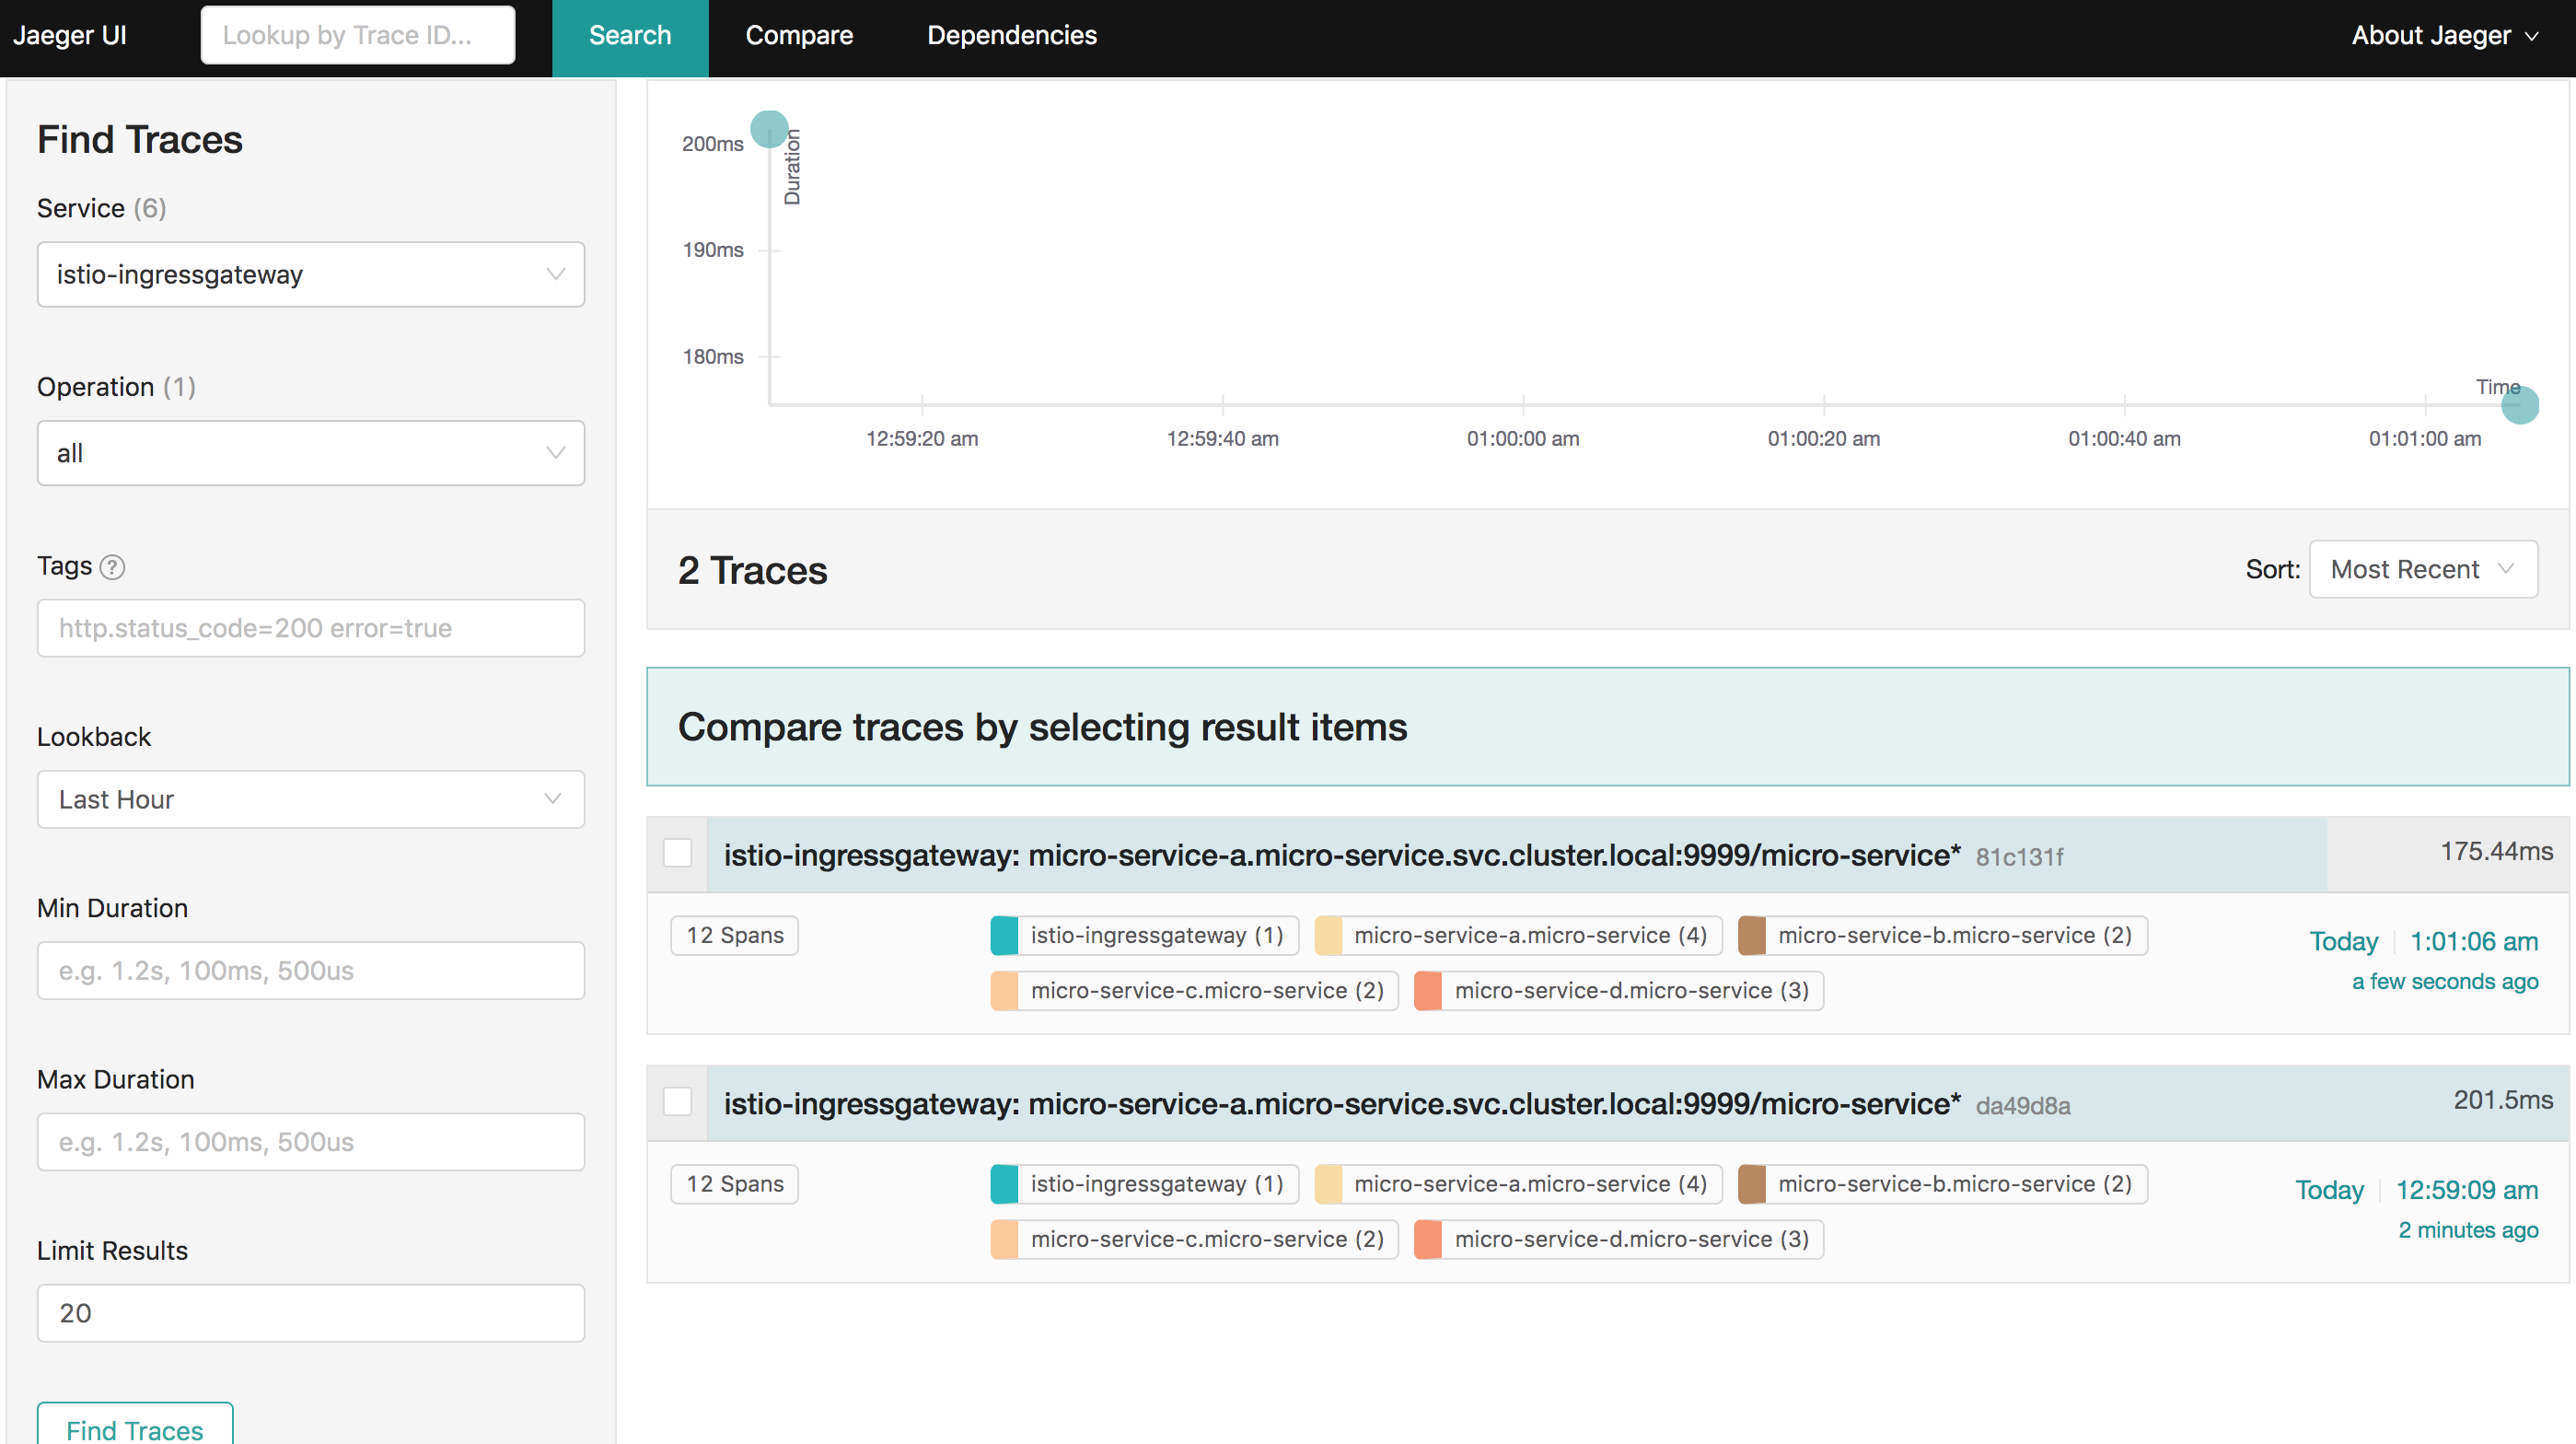 Jaeger UI
Lookup by Trace ID...
Search
Compare
Dependencies
About Jaeger
Find Traces
Service (6)
istio-ingressgateway
Operation (1)
all
Tags ?
http.status_code=200 error=true
Lookback
Last Hour
Min Duration
e.g. 1.2s, 100ms, 500us
Max Duration
e.g. 1.2s, 100ms, 500us
Limit Results
20
Find Traces
Duration
200ms
190ms
180ms
Time
12:59:20 am
12:59:40 am
01:00:00 am
01:00:20 am
01:00:40 am
01:01:00 am
2 Traces
Sort: Most Recent
Compare traces by selecting result items
istio-ingressgateway: micro-service-a.micro-service.svc.cluster.local:9999/micro-service* 81c131f
175.44ms
12 Spans
istio-ingressgateway (1)
micro-service-a.micro-service (4)
micro-service-b.micro-service (2)
micro-service-c.micro-service (2)
micro-service-d.micro-service (3)
Today 1:01:06 am
a few seconds ago
istio-ingressgateway: micro-service-a.micro-service.svc.cluster.local:9999/micro-service* da49d8a
201.5ms
12 Spans
istio-ingressgateway (1)
micro-service-a.micro-service (4)
micro-service-b.micro-service (2)
micro-service-c.micro-service (2)
micro-service-d.micro-service (3)
Today 12:59:09 am
2 minutes ago